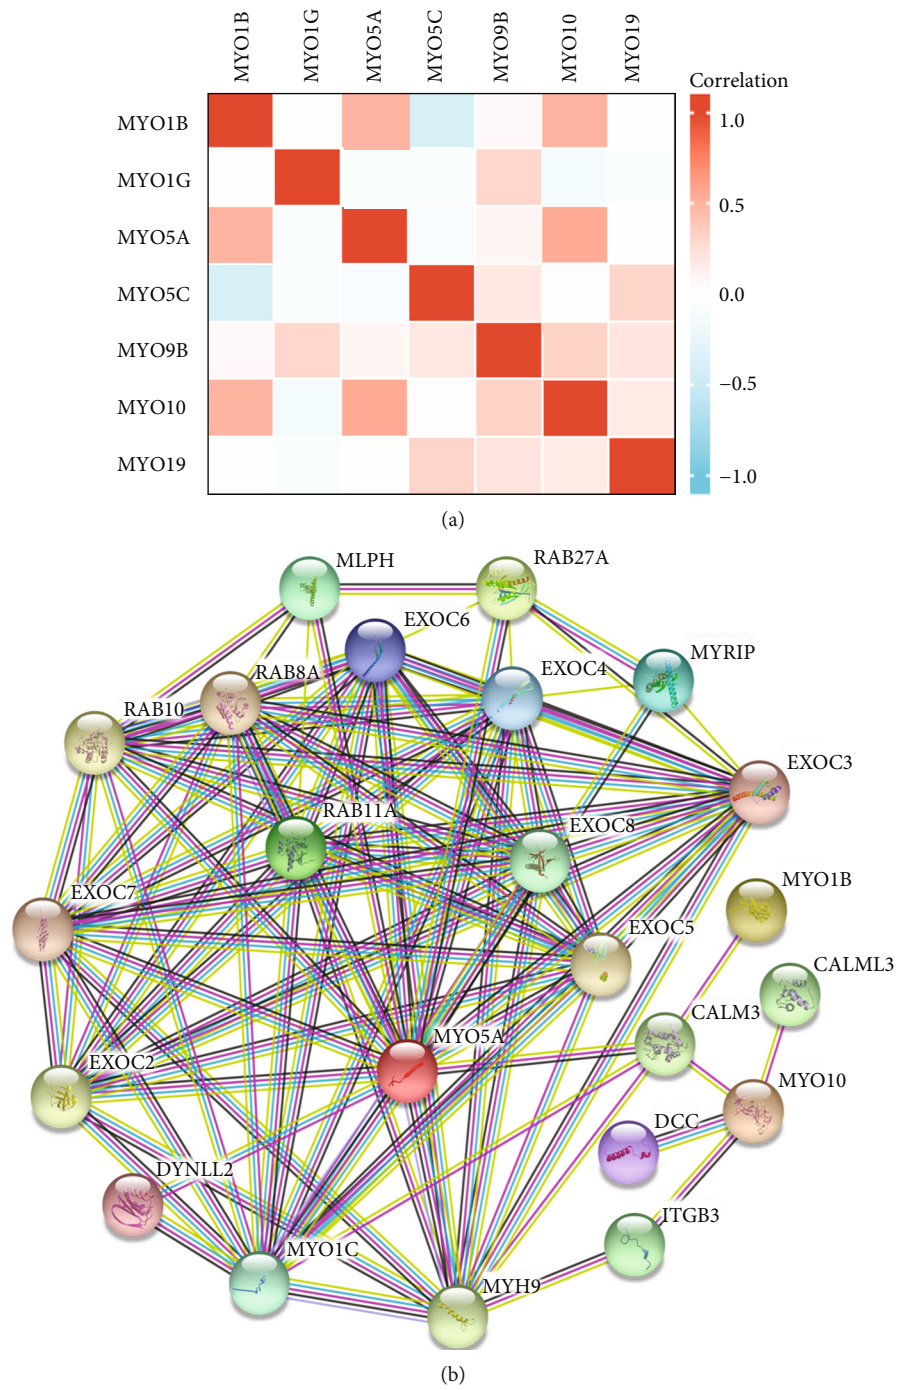 MYO1B MYO1G MYO5A MYO5C MYO9B MYO10 MYO19
Correlation
MYO1B
MYO1G
MYO5A
MYO5C
MYO9B
MYO10
MYO19
1.0
0.5
0.0
−0.5
−1.0
(a)
MLPH
RAB27A
EXOC6
EXOC4
MYRIP
RAB8A
RAB10
EXOC3
RAB11A
EXOC8
MYO1B
EXOC7
EXOC5
CALML3
CALM3
MYO5A
EXOC2
MYO10
DCC
DYNLL2
ITGB3
MYO1C
MYH9
(b)